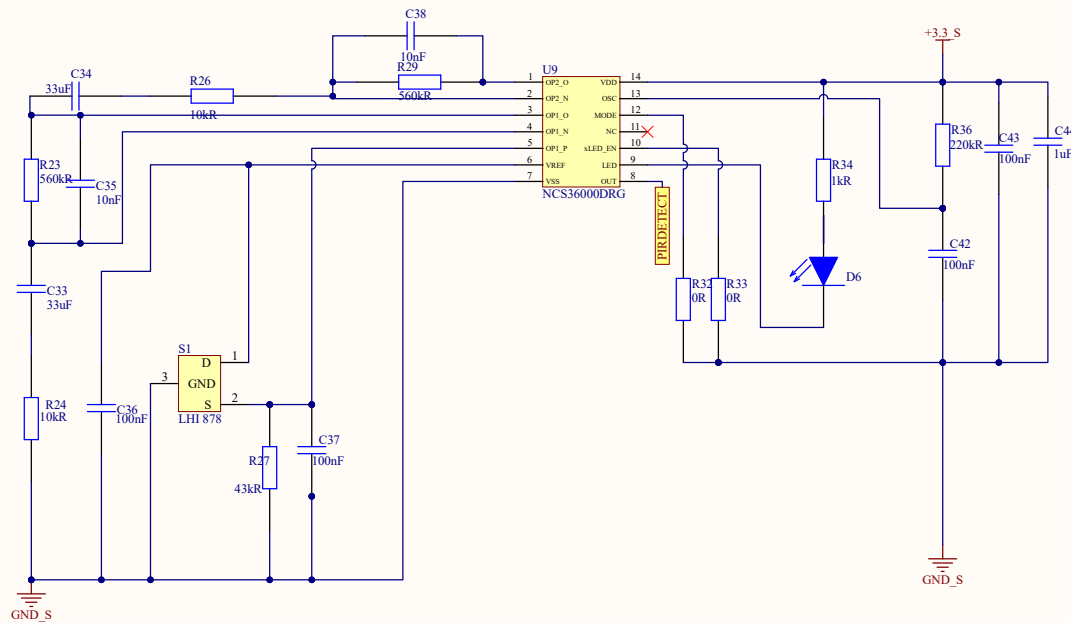 C38
10nF
R29
560kR
C34
33uF
R26
10kR
+3.3_S
U9
1 OP2_O VDD 14
2 OP2_N OSC 13
3 OP1_O MODE 12
4 OP1_N NC 11
5 OP1_P xLED_EN 10
6 VREF LED 9
7 VSS OUT 8
NCS36000DRG
PIRDETECT
R23
560kR
C35
10nF
R34
1kR
R36
220kR
C43
100nF
C44
1uF
C42
100nF
D6
C33
33uF
R32
0R
R33
0R
S1
D 1
3 GND
S 2
LHI 878
R24
10kR
C36
100nF
R27
43kR
C37
100nF
GND_S
GND_S